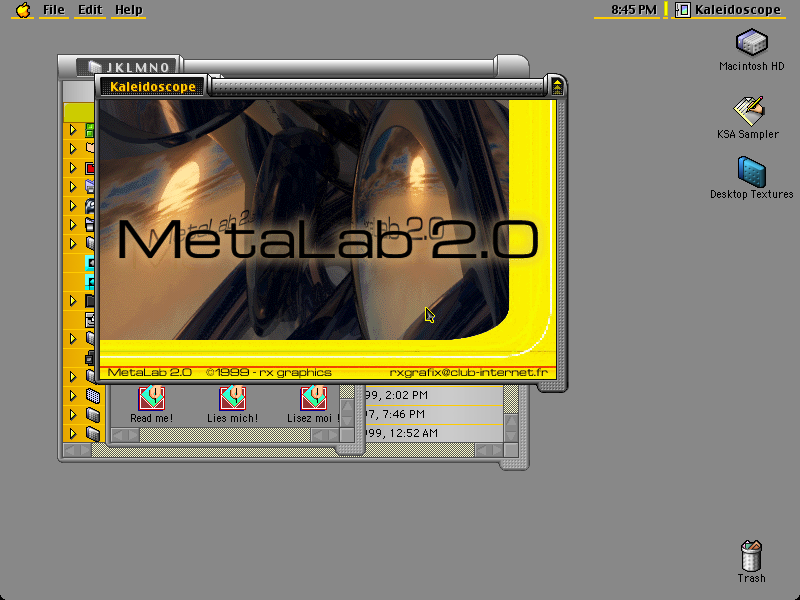 File Edit Help
8:45 PM Kaleidoscope
Macintosh HD
KSA Sampler
Desktop Textures
JKLMNO
Kaleidoscope
MetaLab 2.0
MetaLab 2.0 ©1999 - rx graphics rxgrafix@club-internet.fr
99, 2:02 PM
97, 7:46 PM
999, 12:52 AM
Read me!
Lies mich!
Lisez moi !
Trash